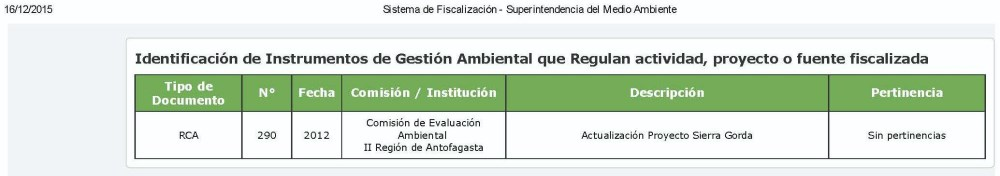 16/12/2015 Sistema de Fiscalización - Superintendencia del Medio Ambiente
Identificación de Instrumentos de Gestión Ambiental que Regulan actividad, proyecto o fuente fiscalizada
Tipo de Documento N° Fecha Comisión / Institución Descripción Pertinencia
RCA 290 2012 Comisión de Evaluación
Ambiental
II Región de Antofagasta Actualización Proyecto Sierra Gorda Sin pertinencias